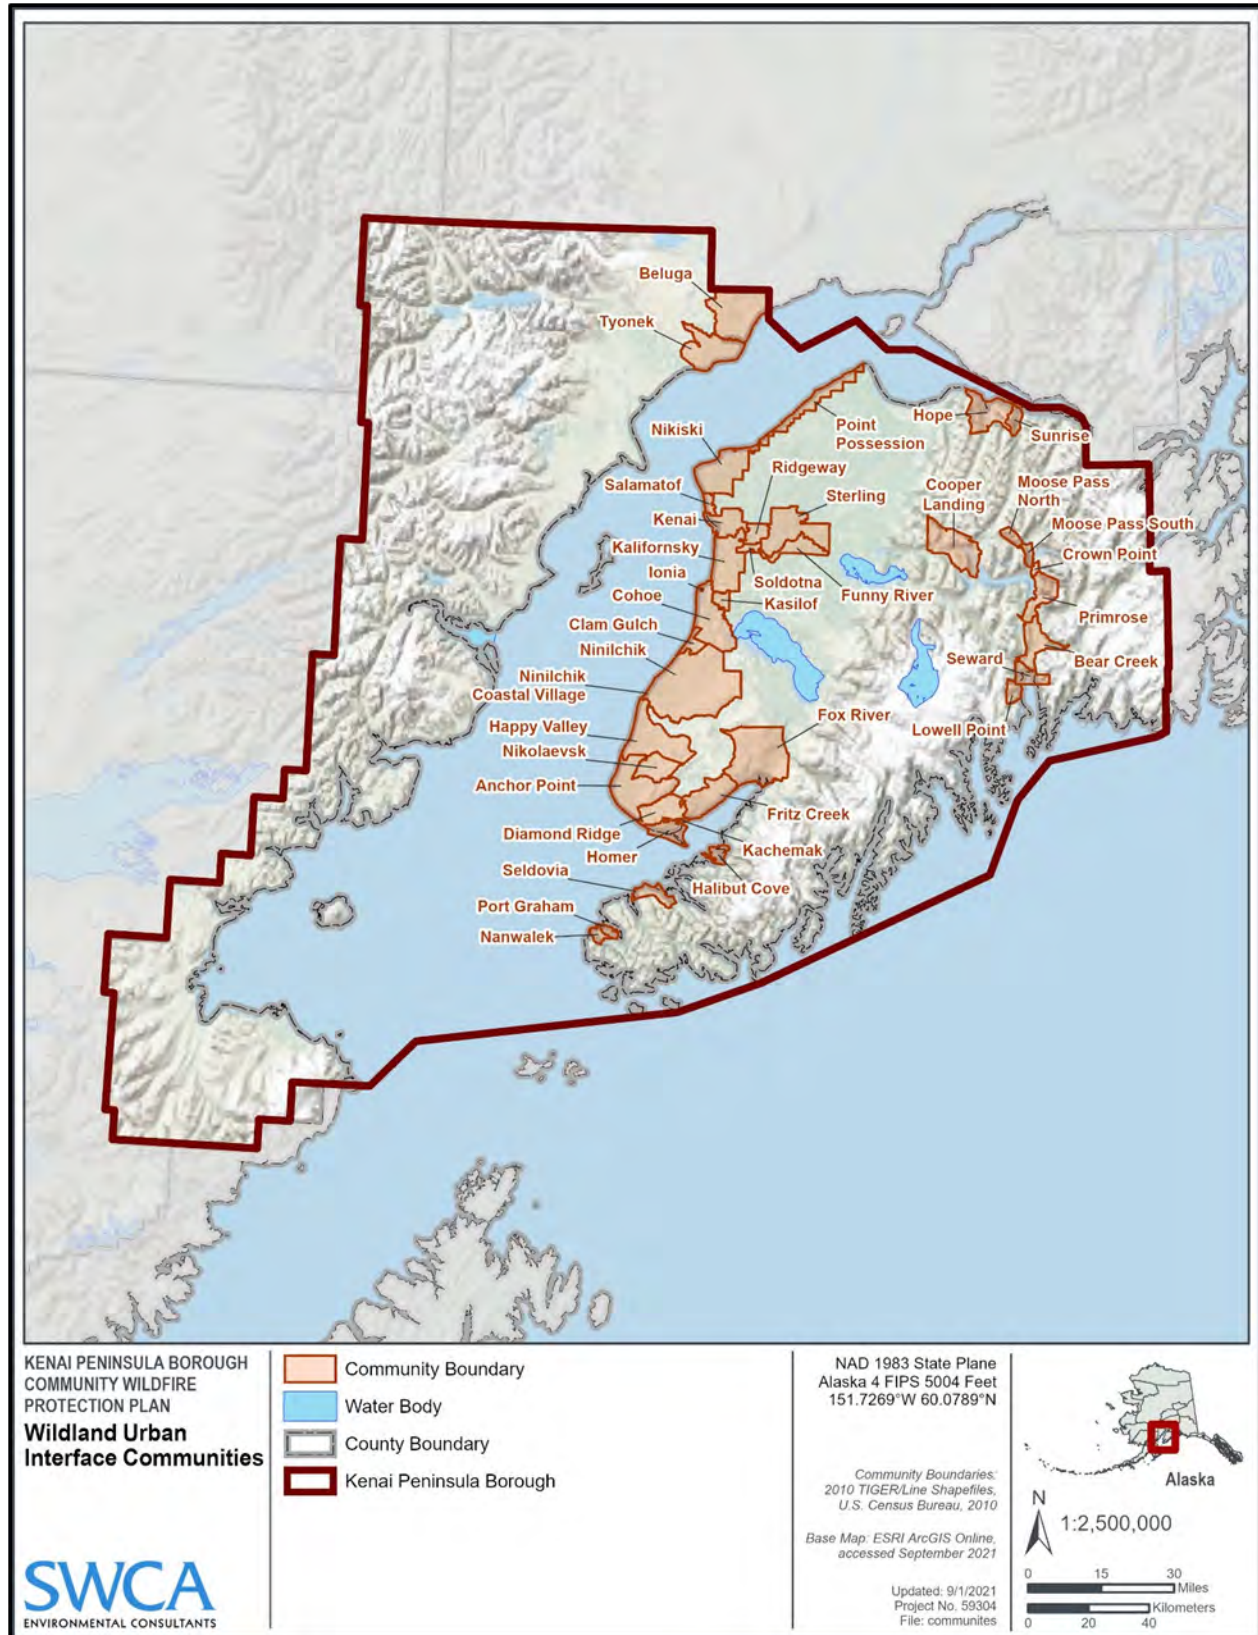 Beluga
Tyonek
Hope
Sunrise
Point
Possession
Nikiski
Ridgeway
Salamatof
Sterling
Cooper
Landing
Moose Pass
North
Kenai
Moose Pass South
Kalifornsky
Crown Point
Ionia
Soldotna
Funny River
Cohoe
Kasilof
Primrose
Clam Gulch
Ninilchik
Seward
Bear Creek
Ninilchik
Coastal Village
Fox River
Happy Valley
Lowell Point
Nikolaevsk
Anchor Point
Fritz Creek
Diamond Ridge
Kachemak
Homer
Seldovia
Halibut Cove
Port Graham
Nanwalek
KENAI PENINSULA BOROUGH
COMMUNITY WILDFIRE
PROTECTION PLAN
Wildland Urban
Interface Communities
SWCA
ENVIRONMENTAL CONSULTANTS
Community Boundary
Water Body
County Boundary
Kenai Peninsula Borough
NAD 1983 State Plane
Alaska 4 FIPS 5004 Feet
151.7269°W 60.0789°N
Community Boundaries:
2010 TIGER/Line Shapefiles,
U.S. Census Bureau, 2010
Base Map: ESRI ArcGIS Online,
accessed September 2021
Updated: 9/1/2021
Project No. 59304
File: communites
Alaska
N
1:2,500,000
0 15 30
Miles
Kilometers
0 20 40